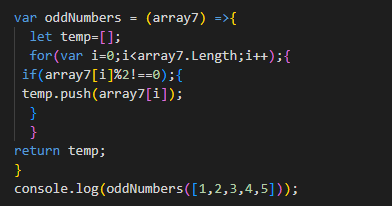 var oddNumbers = (array7) =>{
let temp=[];
for(var i=0;i<array7.Length;i++);{
if(array7[i]%2!==0);{
temp.push(array7[i]);
}
}
return temp;
}
console.log(oddNumbers([1,2,3,4,5]));